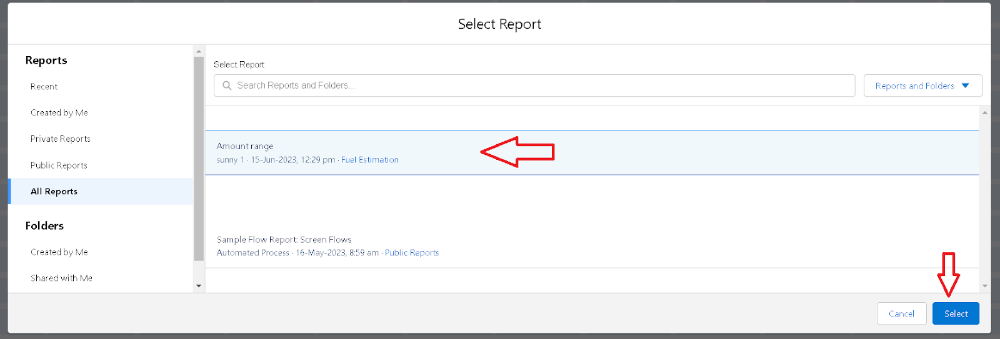 Select Report
Reports
Recent
Created by Me
Private Reports
Public Reports
All Reports
Folders
Created by Me
Shared with Me
Select Report
Search Reports and Folders...
Reports and Folders
Amount range
sunny 1 · 15-Jun-2023, 12:29 pm · Fuel Estimation
Sample Flow Report: Screen Flows
Automated Process · 16-May-2023, 8:59 am · Public Reports
Cancel
Select